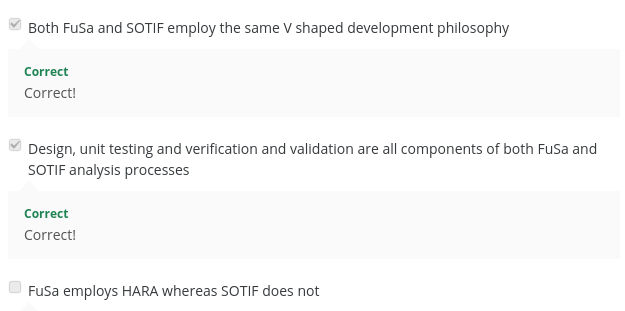 Both FuSa and SOTIF employ the same V shaped development philosophy
Correct
Correct!
Design, unit testing and verification and validation are all components of both FuSa and
SOTIF analysis processes
Correct
Correct!
FuSa employs HARA whereas SOTIF does not